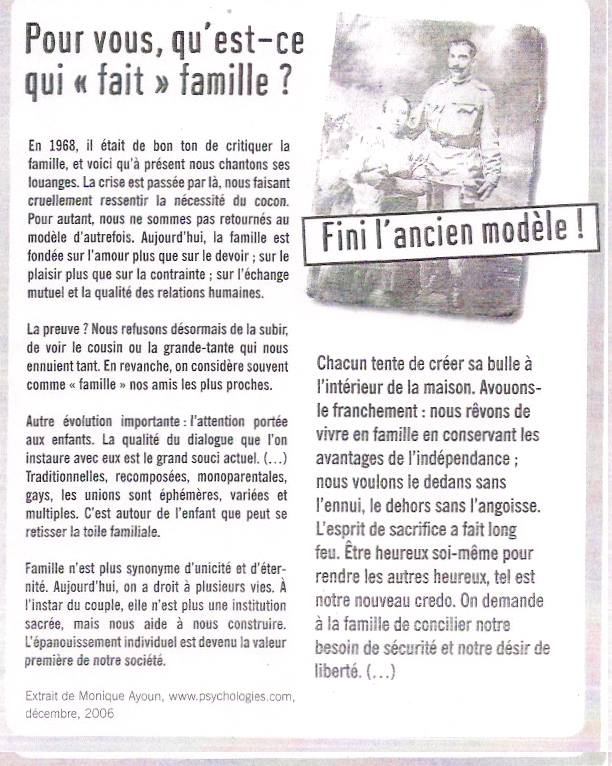 Pour vous, qu'est-ce
qui « fait » famille ?
En 1968, il était de bon ton de critiquer la
famille, et voici qu'à présent nous chantons ses
louanges. La crise est passée par là, nous faisant
cruellement ressentir la nécessité du cocon.
Pour autant, nous ne sommes pas retournés au
modèle d'autrefois. Aujourd'hui, la famille est
fondée sur l'amour plus que sur le devoir ; sur le
plaisir plus que sur la contrainte ; sur l'échange
mutuel et la qualité des relations humaines.
La preuve ? Nous refusons désormais de la subir,
de voir le cousin ou la grande-tante qui nous
ennuient tant. En revanche, on considère souvent
comme « famille » nos amis les plus proches.
Autre évolution importante : l'attention portée
aux enfants. La qualité du dialogue que l'on
instaure avec eux est le grand souci actuel. (...)
Traditionnelles, recomposées, monoparentales,
gays, les unions sont éphémères, variées et
multiples. C'est autour de l'enfant que peut se
retisser la toile familiale.
Famille n'est plus synonyme d'unicité et d'éter-
nité. Aujourd'hui, on a droit à plusieurs vies. À
l'instar du couple, elle n'est plus une institution
sacrée, mais nous aide à nous construire.
L'épanouissement individuel est devenu la valeur
première de notre société.
Extrait de Monique Ayoun, www.psychologies.com,
décembre, 2006
Fini l'ancien modèle !
Chacun tente de créer sa bulle à
l'intérieur de la maison. Avouons-
le franchement : nous rêvons de
vivre en famille en conservant les
avantages de l'indépendance ;
nous voulons le dedans sans
l'ennui, le dehors sans l'angoisse.
L'esprit de sacrifice a fait long
feu. Être heureux soi-même pour
rendre les autres heureux, tel est
notre nouveau credo. On demande
à la famille de concilier notre
besoin de sécurité et notre désir de
liberté. (...)